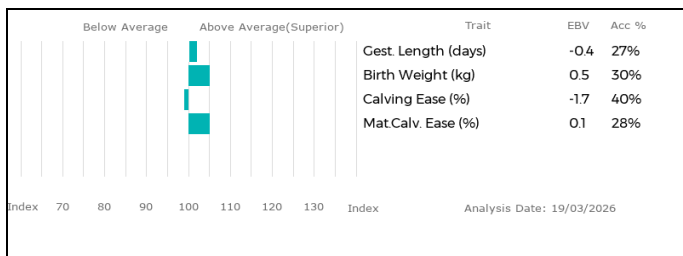 Below Average Above Average(Superior) Trait EBV Acc %
Gest. Length (days) -0.4 27%
Birth Weight (kg) 0.5 30%
Calving Ease (%) -1.7 40%
Mat.Calv. Ease (%) 0.1 28%
Index 70 80 90 100 110 120 130 Index Analysis Date: 19/03/2026